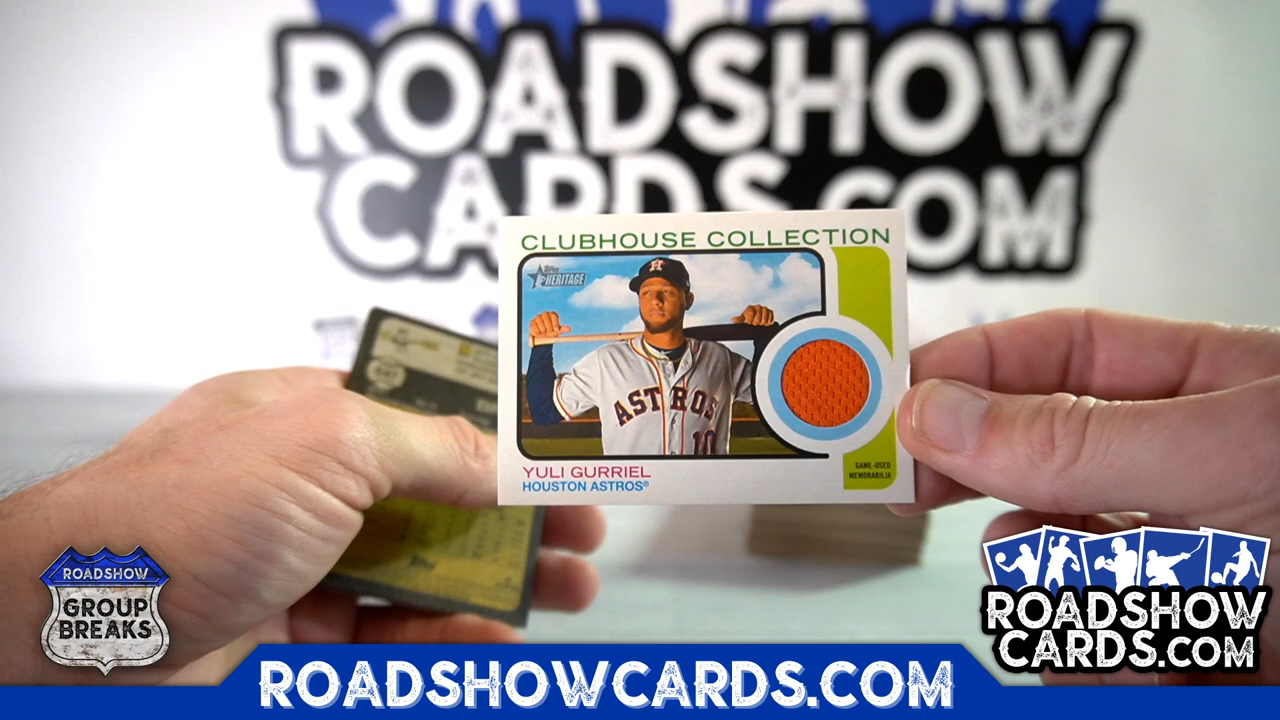 ROADSHOW
CARDS.COM
CLUBHOUSE COLLECTION
Topps
HERITAGE
H
ASTROS
10
YULI GURRIEL
HOUSTON ASTROS®
GAME-USED
MEMORABILIA
ROADSHOW
GROUP
BREAKS
ROADSHOW
CARDS.COM
ROADSHOWCARDS.COM